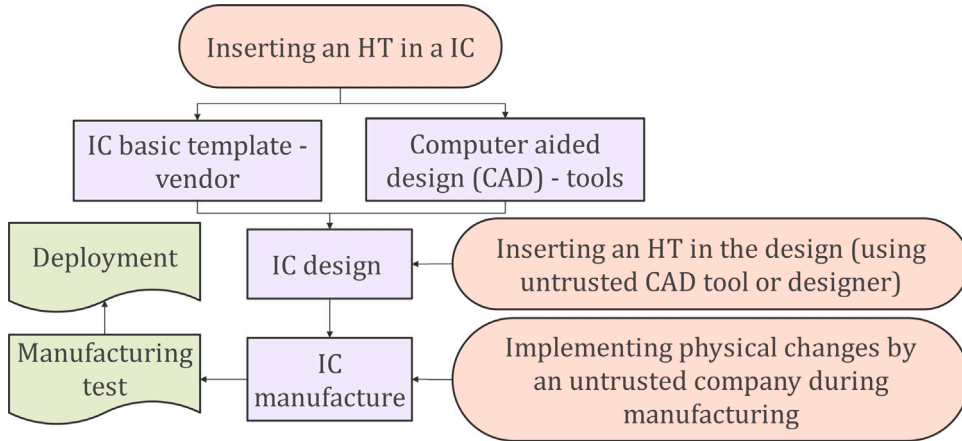 Inserting an HT in a IC
IC basic template -
vendor
Computer aided
design (CAD) - tools
Deployment
IC design
Inserting an HT in the design (using
untrusted CAD tool or designer)
Manufacturing
test
IC
manufacture
Implementing physical changes by
an untrusted company during
manufacturing